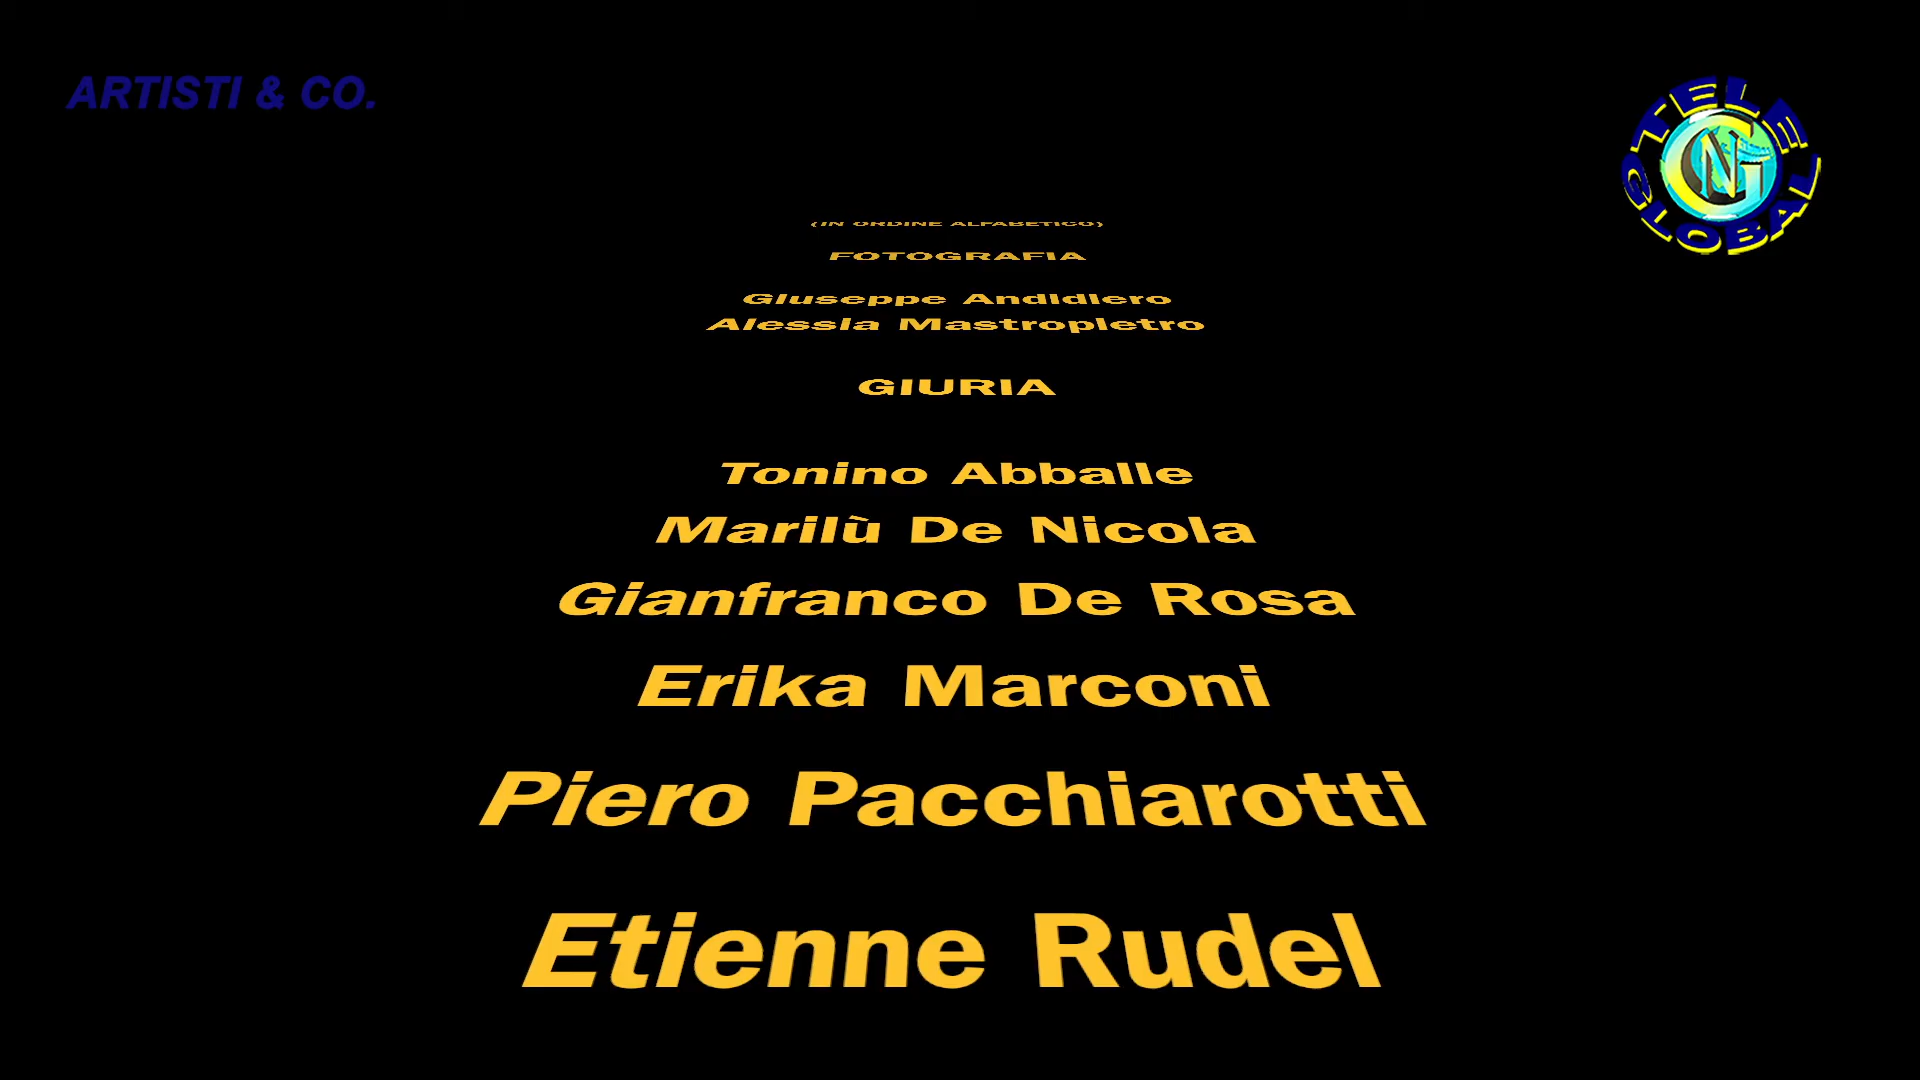 ARTISTI & CO.
TELE
GLOBAL
(IN ORDINE ALFABETICO)
FOTOGRAFIA
Giuseppe Andidiero
Alessia Mastropietro
GIURIA
Tonino Abballe
Marilù De Nicola
Gianfranco De Rosa
Erika Marconi
Piero Pacchiarotti
Etienne Rudel